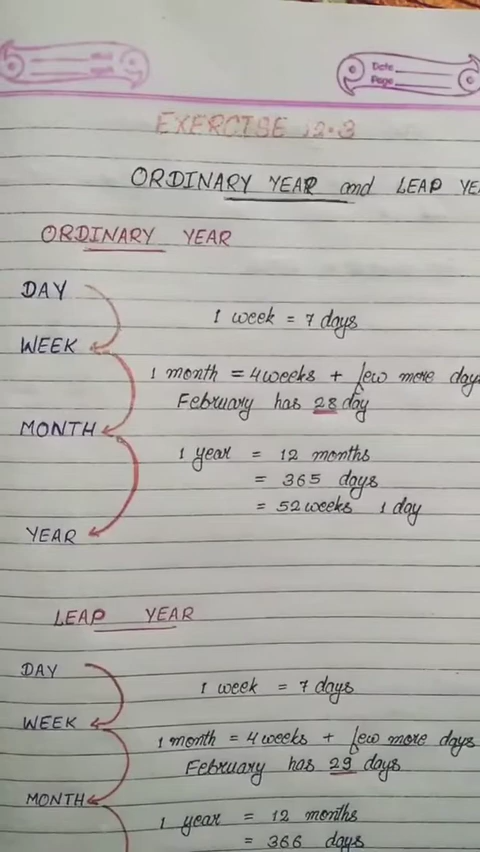 Date
Page
EXERCISE 12.3
ORDINARY YEAR and LEAP YE
ORDINARY YEAR
DAY
1 week = 7 days
WEEK
1 month = 4 weeks + few more day
February has 28 day
MONTH
1 year = 12 months
= 365 days
= 52 weeks 1 day
YEAR
LEAP YEAR
DAY
1 week = 7 days
WEEK
1 month = 4 weeks + few more days
February has 29 days
MONTH
1 year = 12 months
= 366 days